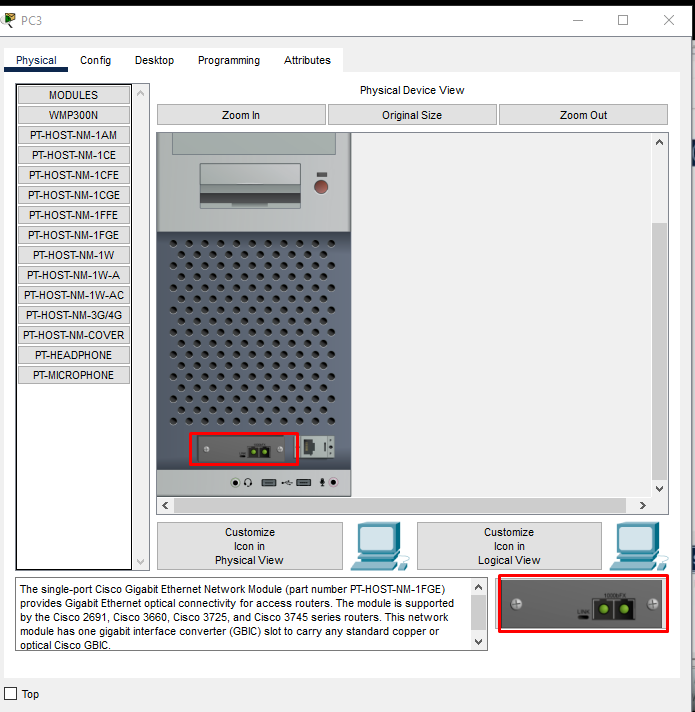 PC3
Physical Config Desktop Programming Attributes
MODULES
WMP300N
PT-HOST-NM-1AM
PT-HOST-NM-1CE
PT-HOST-NM-1CFE
PT-HOST-NM-1CGE
PT-HOST-NM-1FFE
PT-HOST-NM-1FGE
PT-HOST-NM-1W
PT-HOST-NM-1W-A
PT-HOST-NM-1W-AC
PT-HOST-NM-3G/4G
PT-HOST-NM-COVER
PT-HEADPHONE
PT-MICROPHONE
Physical Device View
Zoom In Original Size Zoom Out
Customize
Icon in
Physical View
Customize
Icon in
Logical View
The single-port Cisco Gigabit Ethernet Network Module (part number PT-HOST-NM-1FGE)
provides Gigabit Ethernet optical connectivity for access routers. The module is supported
by the Cisco 2691, Cisco 3660, Cisco 3725, and Cisco 3745 series routers. This network
module has one gigabit interface converter (GBIC) slot to carry any standard copper or
optical Cisco GBIC.
LINK
Top